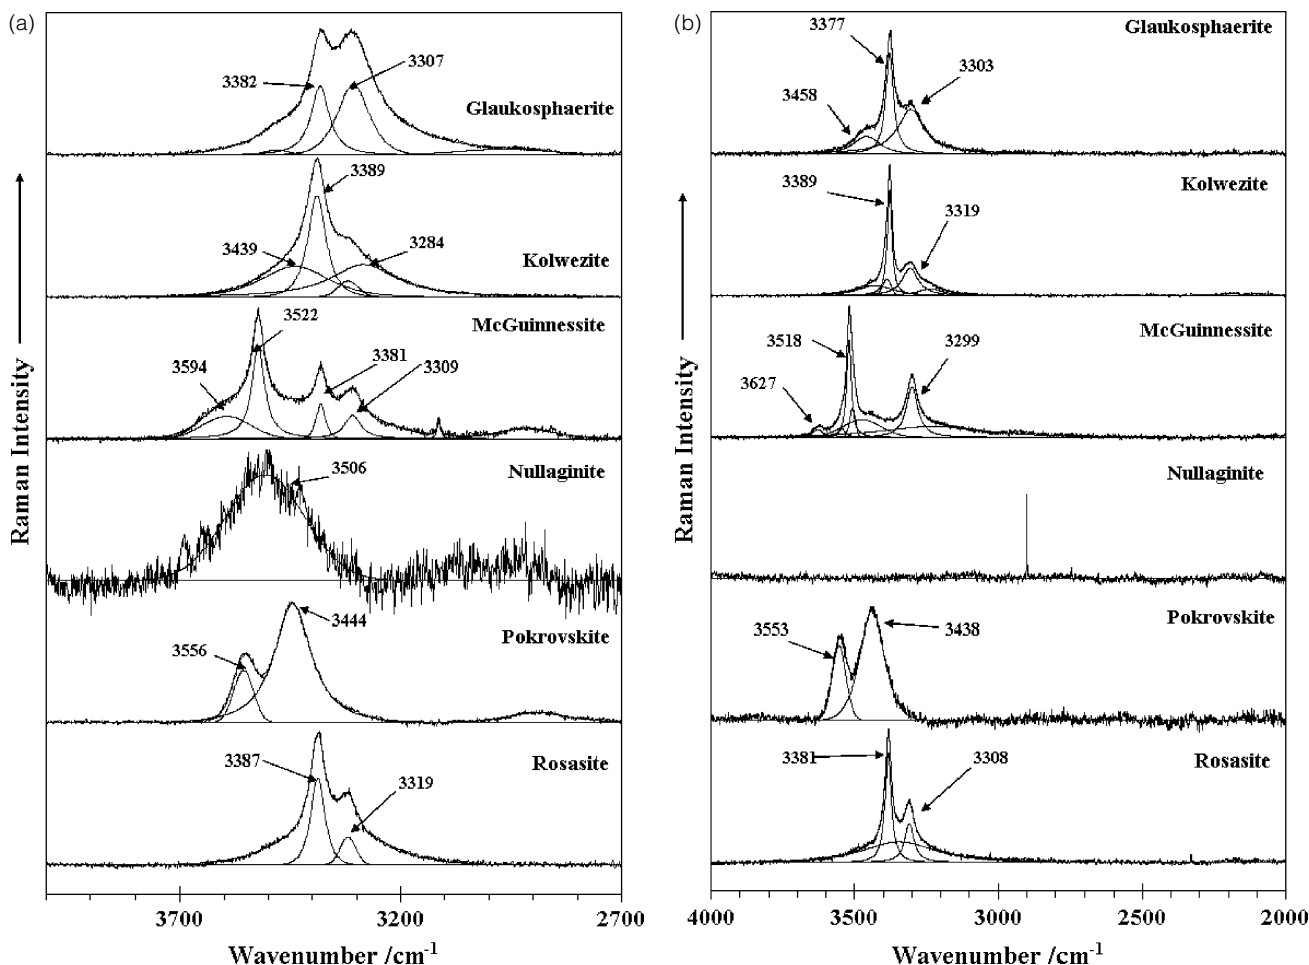 (a)
3382
3307
Glaukosphaerite
3389
3439
3284
Kolwezite
3522
McGuinnessite
3594
3381
3309
3506
Nullaginite
3444
3556
Pokrovskite
3387
3319
Rosasite
Raman Intensity
3700
3200
2700
Wavenumber /cm-1
(b)
3377
Glaukosphaerite
3303
3458
3389
Kolwezite
3319
McGuinnessite
3518
3299
3627
Nullaginite
3553
3438
Pokrovskite
3381
3308
Rosasite
Raman Intensity
4000
3500
3000
2500
2000
Wavenumber /cm-1